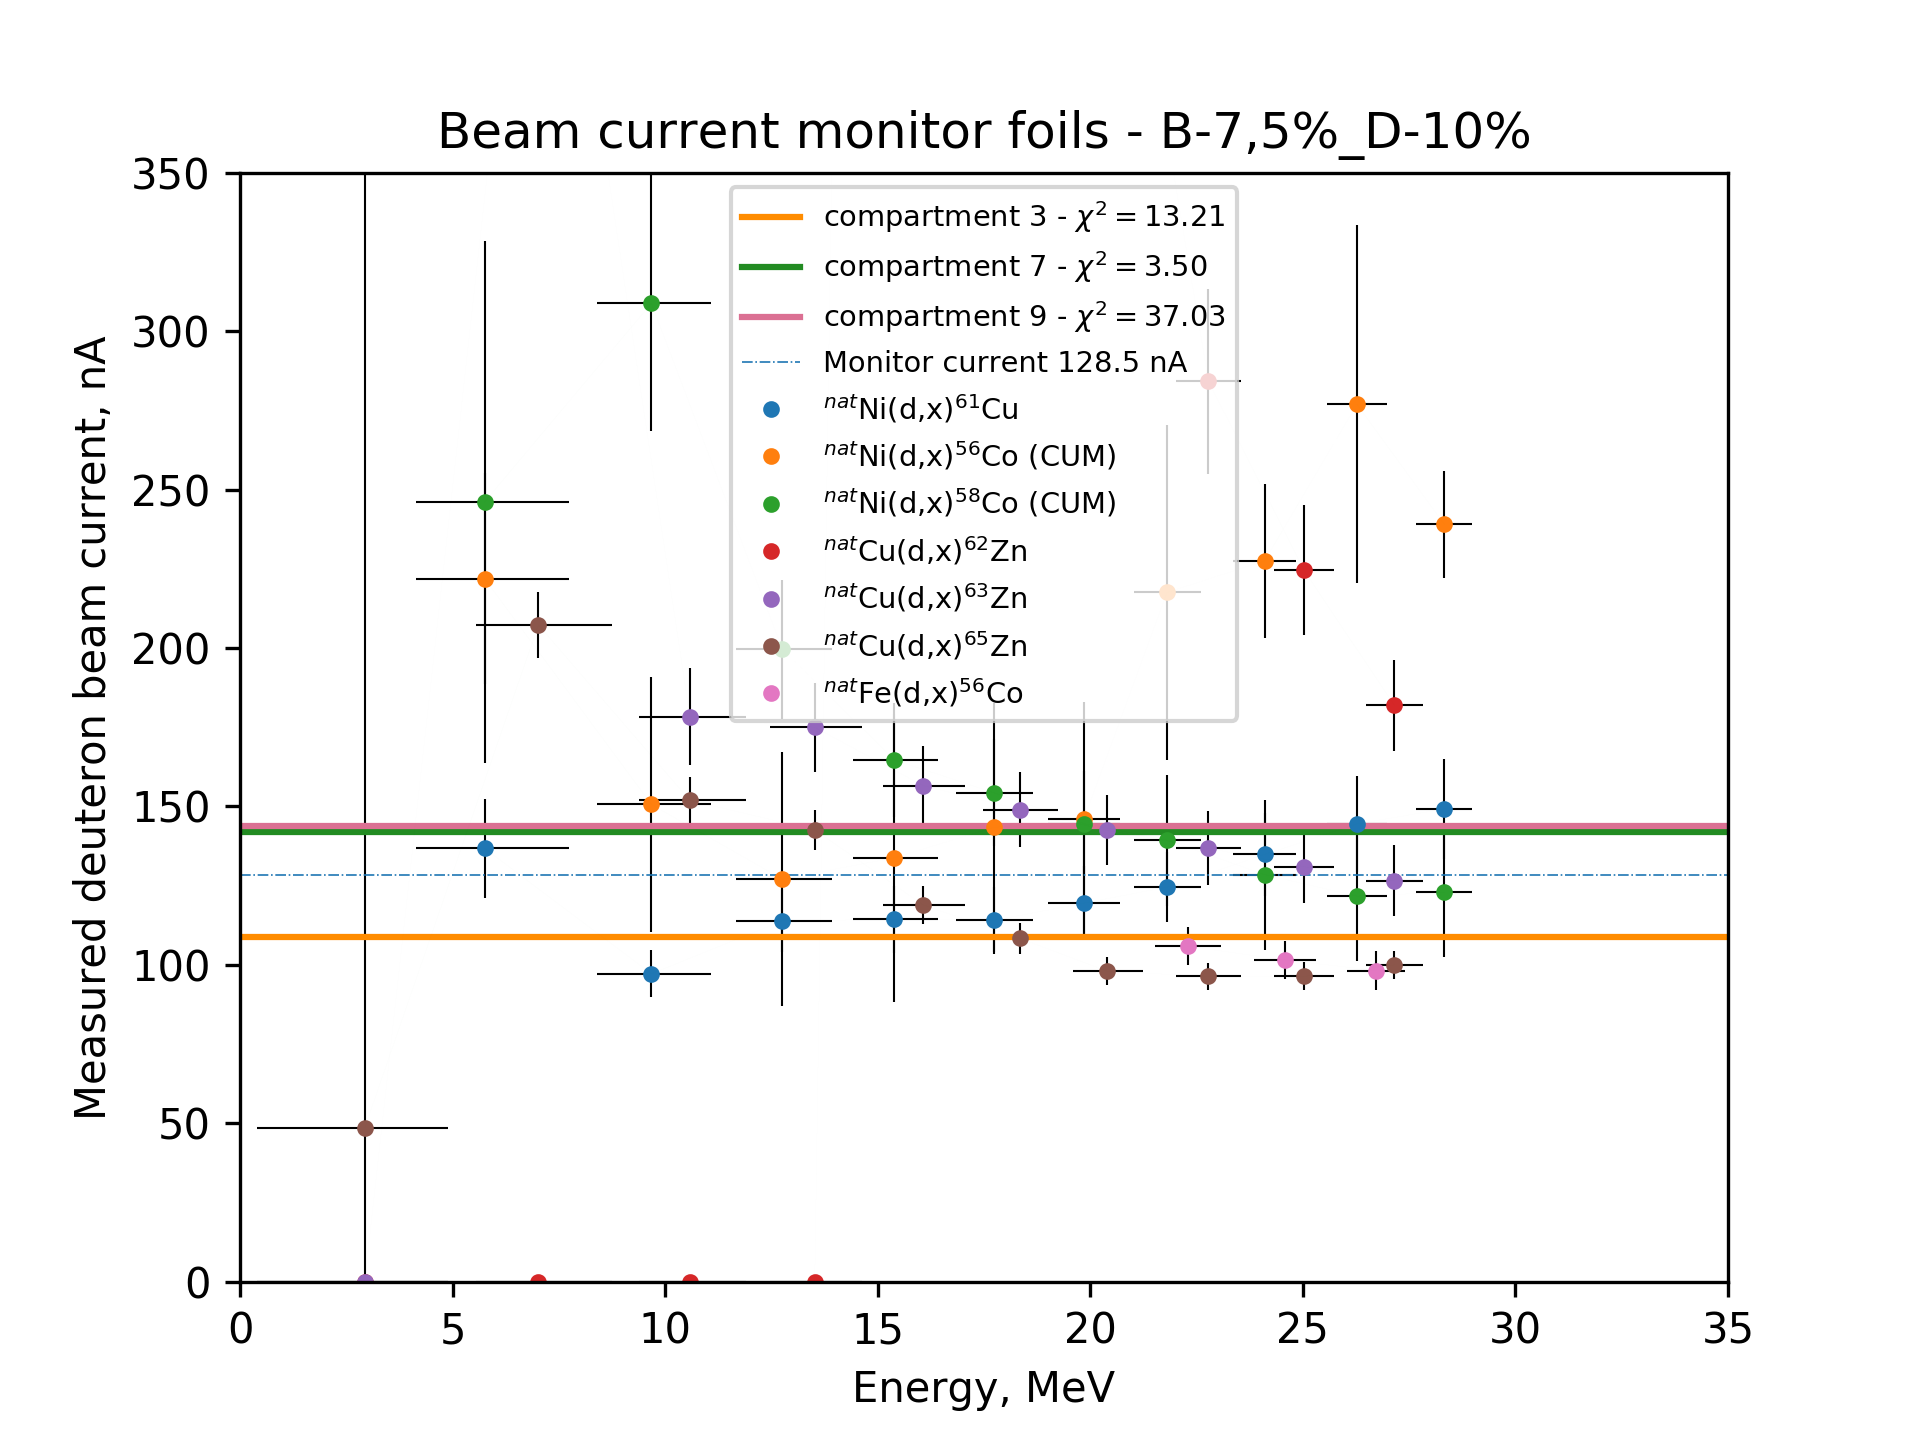 Beam current monitor foils - B-7,5%_D-10%
350
300
250
200
150
100
50
0
Measured deuteron beam current, nA
compartment 3 - χ² = 13.21
compartment 7 - χ² = 3.50
compartment 9 - χ² = 37.03
Monitor current 128.5 nA
ⁿᵃᵗNi(d,x)⁶¹Cu
ⁿᵃᵗNi(d,x)⁵⁶Co (CUM)
ⁿᵃᵗNi(d,x)⁵⁸Co (CUM)
ⁿᵃᵗCu(d,x)⁶²Zn
ⁿᵃᵗCu(d,x)⁶³Zn
ⁿᵃᵗCu(d,x)⁶⁵Zn
ⁿᵃᵗFe(d,x)⁵⁶Co
0 5 10 15 20 25 30 35
Energy, MeV